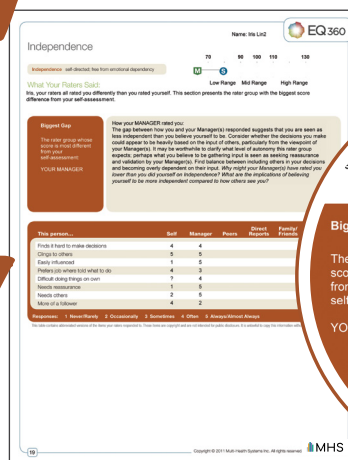 Name: Iris Lin2
EQ 360
Independence
70 90 100 110 130
Independence self directed; free from emotional dependency
M S
Low Range Mid Range High Range
What Your Raters Said:
Iris, your raters all rated you differently than you rated yourself. This section presents the rater group with the biggest score
difference from your self-assessment.
Biggest Gap
The rater group whose
score is most different
from your
self-assessment:
YOUR MANAGER
How your MANAGER rated you:
The gap between how you and your Manager(s) responded suggests that you are seen as
less independent than you believe yourself to be. Consider whether the decisions you make
could appear to be heavily based on the input of others, particularly from the viewpoint of
your Manager(s). It may be worthwhile to clarify what level of autonomy this rater group
expects; perhaps what you believe to be gathering input is seen as seeking reassurance
and validation by your Manager(s). Find balance between including others in your decisions
and becoming overly dependent on their input. Why might your Manager(s) have rated you
lower than you did yourself on Independence? What are the implications of believing
yourself to be more independent compared to how others see you?
This person... Self Manager Peers Direct Reports Family/ Friends
Finds it hard to make decisions 4 4
Clings to others 5 5
Easily influenced 1 5
Prefers job where told what to do 4 3
Difficult doing things on own ? 4
Needs reassurance 1 5
Needs others 2 5
More of a follower 4 2
Responses: 1 Never/Rarely 2 Occasionally 3 Sometimes 4 Often 5 Always/Almost Always
Big
The
sco
from
self
YO
19
Copyright © 2011 Multi-Health Systems Inc. All rights reserved.
MHS